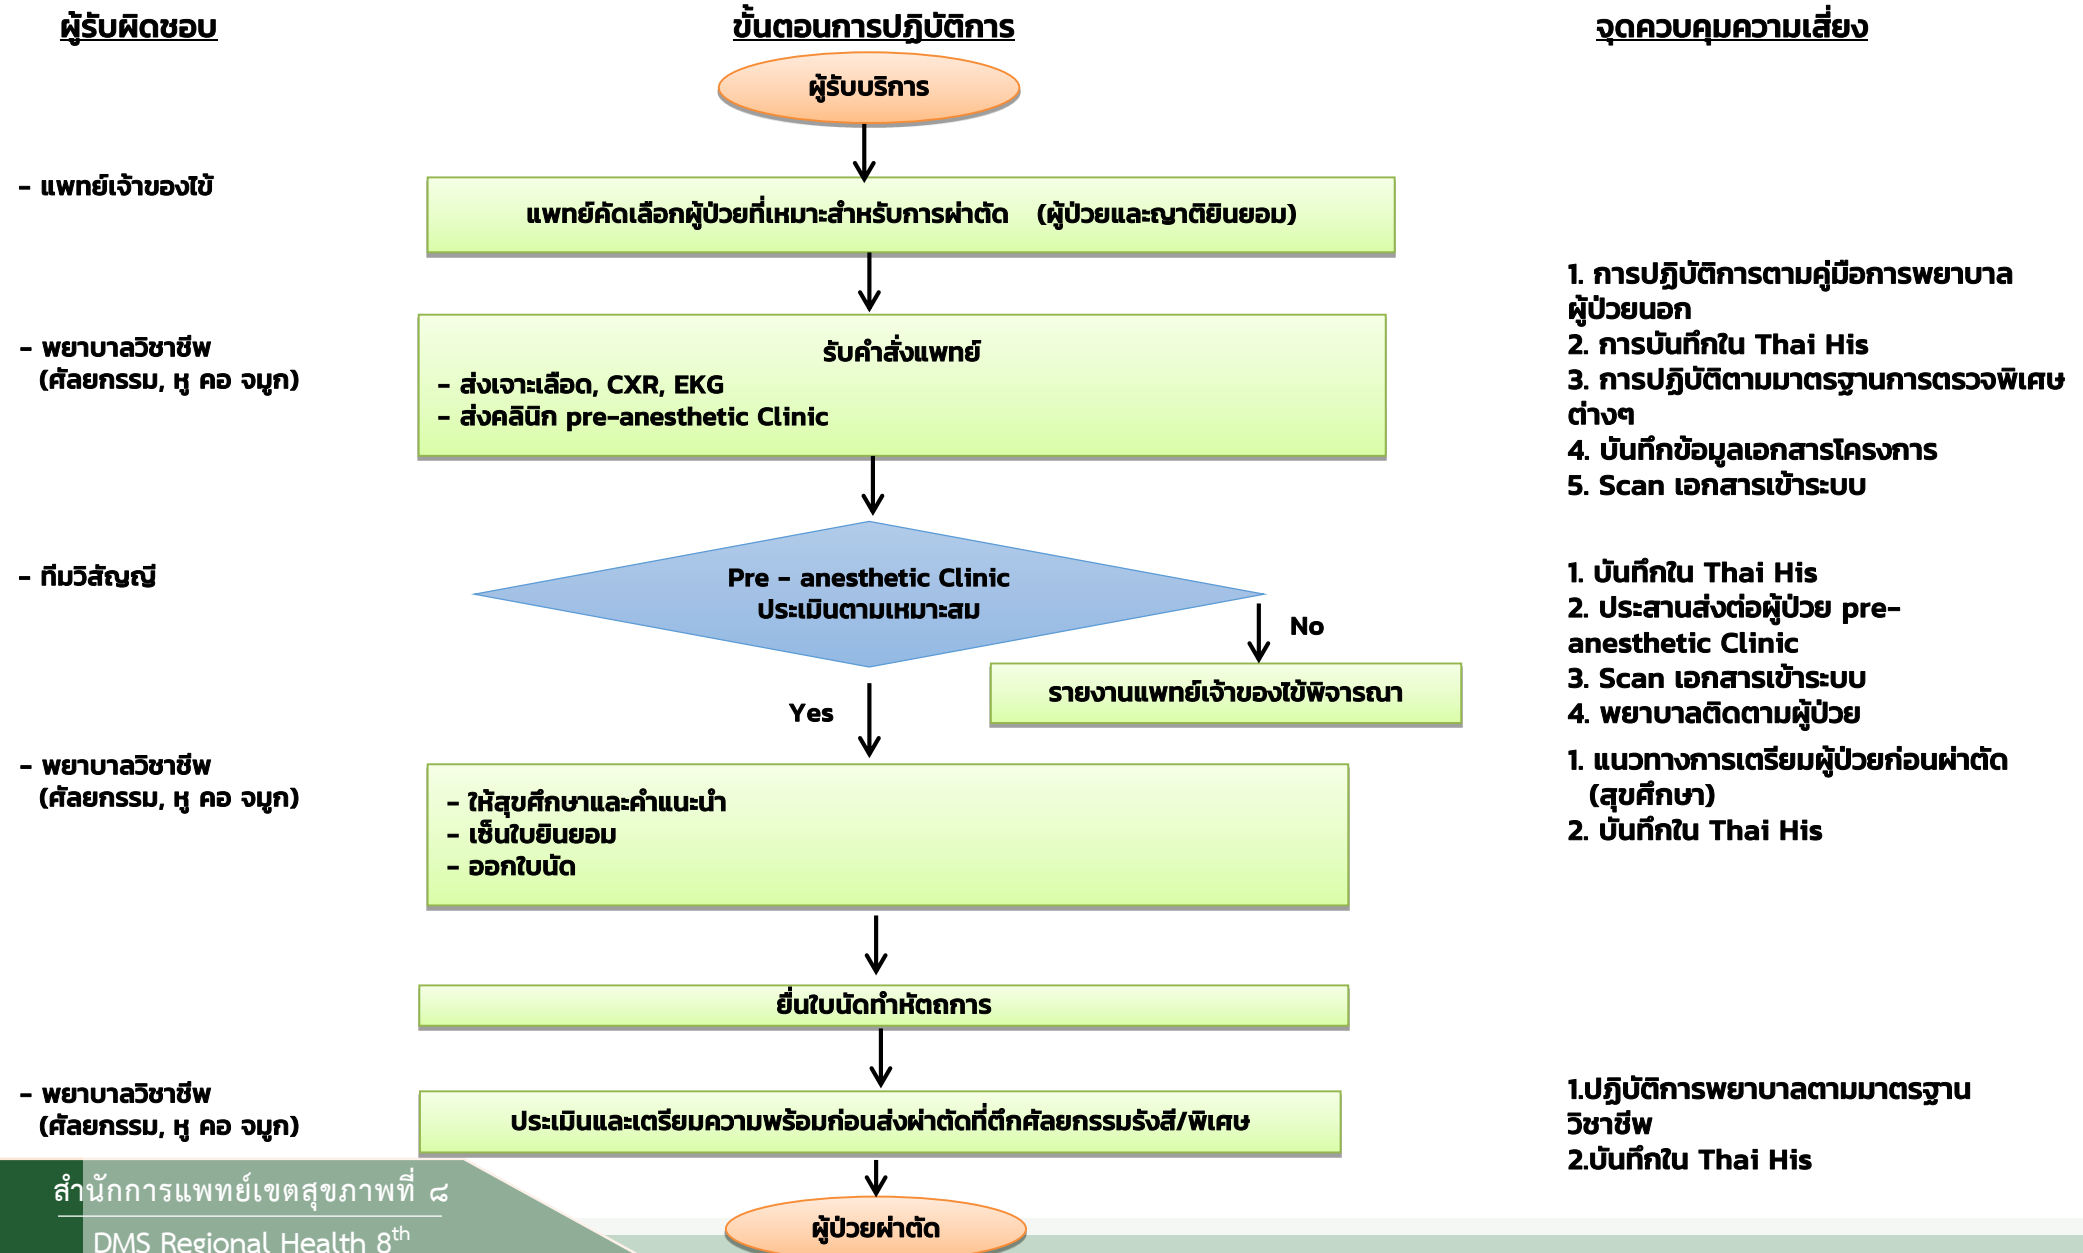 ผู้รับผิดชอบ
ขั้นตอนการปฏิบัติการ
จุดควบคุมความเสี่ยง
ผู้รับบริการ
- แพทย์เจ้าของไข้
แพทย์คัดเลือกผู้ป่วยที่เหมาะสำหรับการผ่าตัด (ผู้ป่วยและญาติยินยอม)
- พยาบาลวิชาชีพ
(ศัลยกรรม, หู คอ จมูก)
รับคำสั่งแพทย์
- ส่งเจาะเลือด, CXR, EKG
- ส่งคลินิก pre-anesthetic Clinic
1. การปฏิบัติการตามคู่มือการพยาบาล
ผู้ป่วยนอก
2. การบันทึกใน Thai His
3. การปฏิบัติตามมาตรฐานการตรวจพิเศษ
ต่างๆ
4. บันทึกข้อมูลเอกสารโครงการ
5. Scan เอกสารเข้าระบบ
- ทีมวิสัญญี
Pre - anesthetic Clinic
ประเมินตามเหมาะสม
No
รายงานแพทย์เจ้าของไข้พิจารณา
Yes
1. บันทึกใน Thai His
2. ประสานส่งต่อผู้ป่วย pre-
anesthetic Clinic
3. Scan เอกสารเข้าระบบ
4. พยาบาลติดตามผู้ป่วย
- พยาบาลวิชาชีพ
(ศัลยกรรม, หู คอ จมูก)
- ให้สุขศึกษาและคำแนะนำ
- เซ็นใบยินยอม
- ออกใบนัด
1. แนวทางการเตรียมผู้ป่วยก่อนผ่าตัด
(สุขศึกษา)
2. บันทึกใน Thai His
ยื่นใบนัดทำหัตถการ
- พยาบาลวิชาชีพ
(ศัลยกรรม, หู คอ จมูก)
ประเมินและเตรียมความพร้อมก่อนส่งผ่าตัดที่ตึกศัลยกรรมรังสี/พิเศษ
1.ปฏิบัติการพยาบาลตามมาตรฐาน
วิชาชีพ
2.บันทึกใน Thai His
ผู้ป่วยผ่าตัด
สำนักการแพทย์เขตสุขภาพที่ ๘
DMS Regional Health 8th